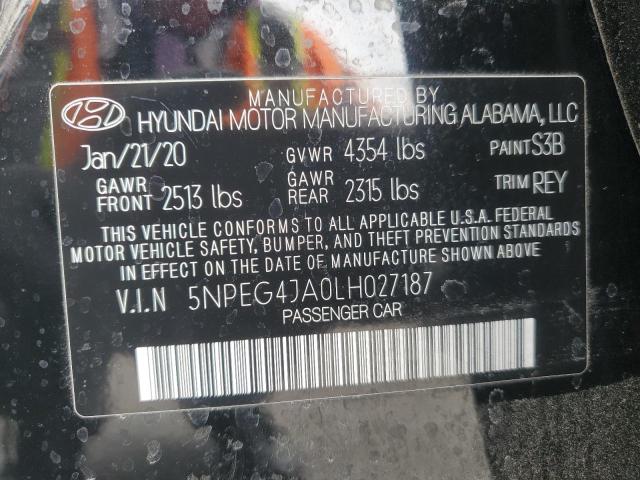 MANUFACTURED BY
HYUNDAI MOTOR MANUFACTURING ALABAMA, LLC
Jan/21/20 GVWR 4354 lbs PAINT S3B
GAWR FRONT 2513 lbs GAWR REAR 2315 lbs TRIM REY
THIS VEHICLE CONFORMS TO ALL APPLICABLE U.S.A. FEDERAL
MOTOR VEHICLE SAFETY, BUMPER, AND THEFT PREVENTION STANDARDS
IN EFFECT ON THE DATE OF MANUFACTURE SHOWN ABOVE
V.I.N 5NPEG4JA0LH027187
PASSENGER CAR